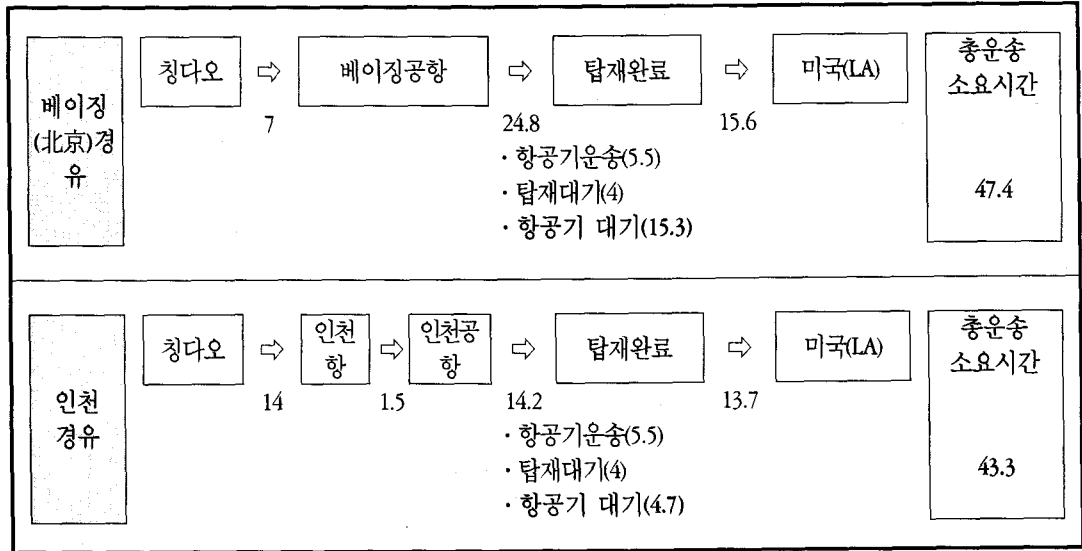 베이징
(北京)경
유
칭다오 ⇨ 베이징공항 ⇨ 탑재완료 ⇨ 미국(LA)
7 24.8 15.6
· 항공기운송(5.5)
· 탑재대기(4)
· 항공기 대기(15.3)
총운송
소요시간
47.4
인천
경유
칭다오 ⇨ 인천
항 ⇨ 인천공
항 ⇨ 탑재완료 ⇨ 미국(LA)
14 1.5 14.2 13.7
· 항공기운송(5.5)
· 탑재대기(4)
· 항공기 대기(4.7)
총운송
소요시간
43.3